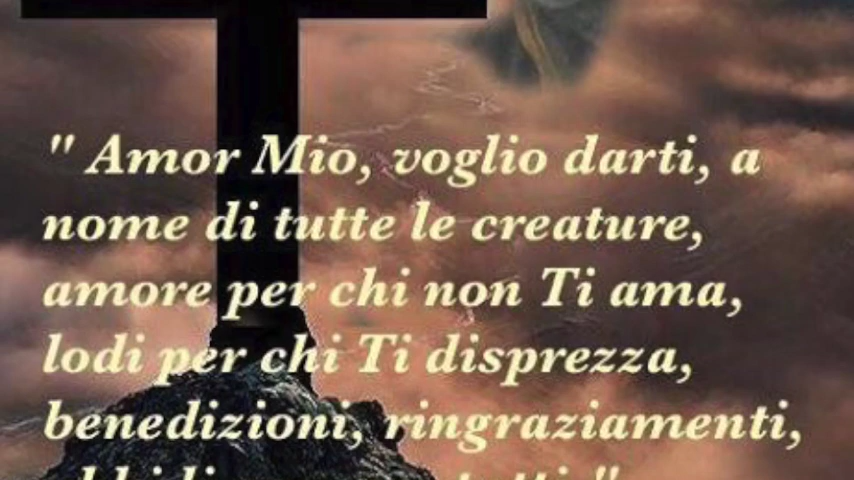 " Amor Mio, voglio darti, a
nome di tutte le creature,
amore per chi non Ti ama,
lodi per chi Ti disprezza,
benedizioni, ringraziamenti,